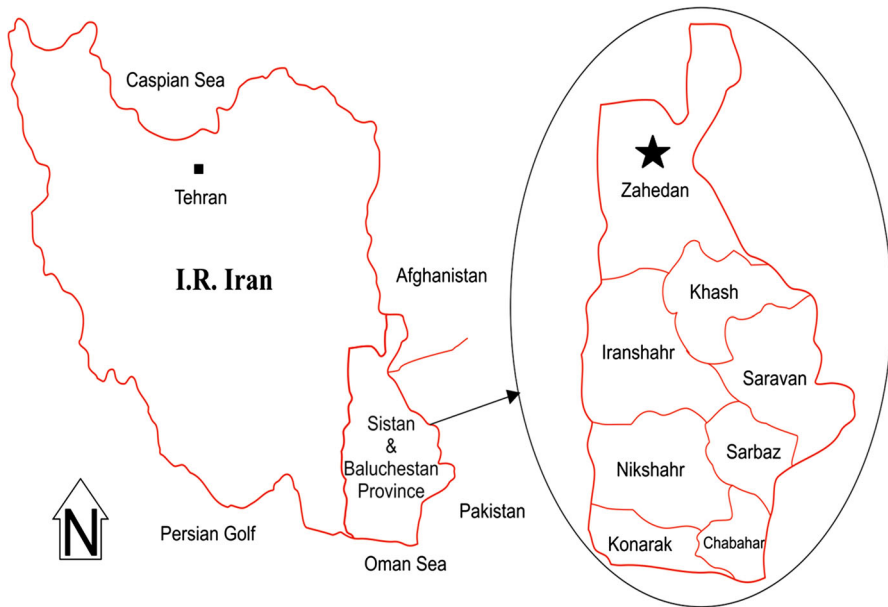 Caspian Sea
Tehran
I.R. Iran
Afghanistan
Sistan
&
Baluchestan
Province
Pakistan
Persian Golf
Oman Sea
N
Zahedan
Khash
Iranshahr
Saravan
Nikshahr
Sarbaz
Konarak
Chabahar